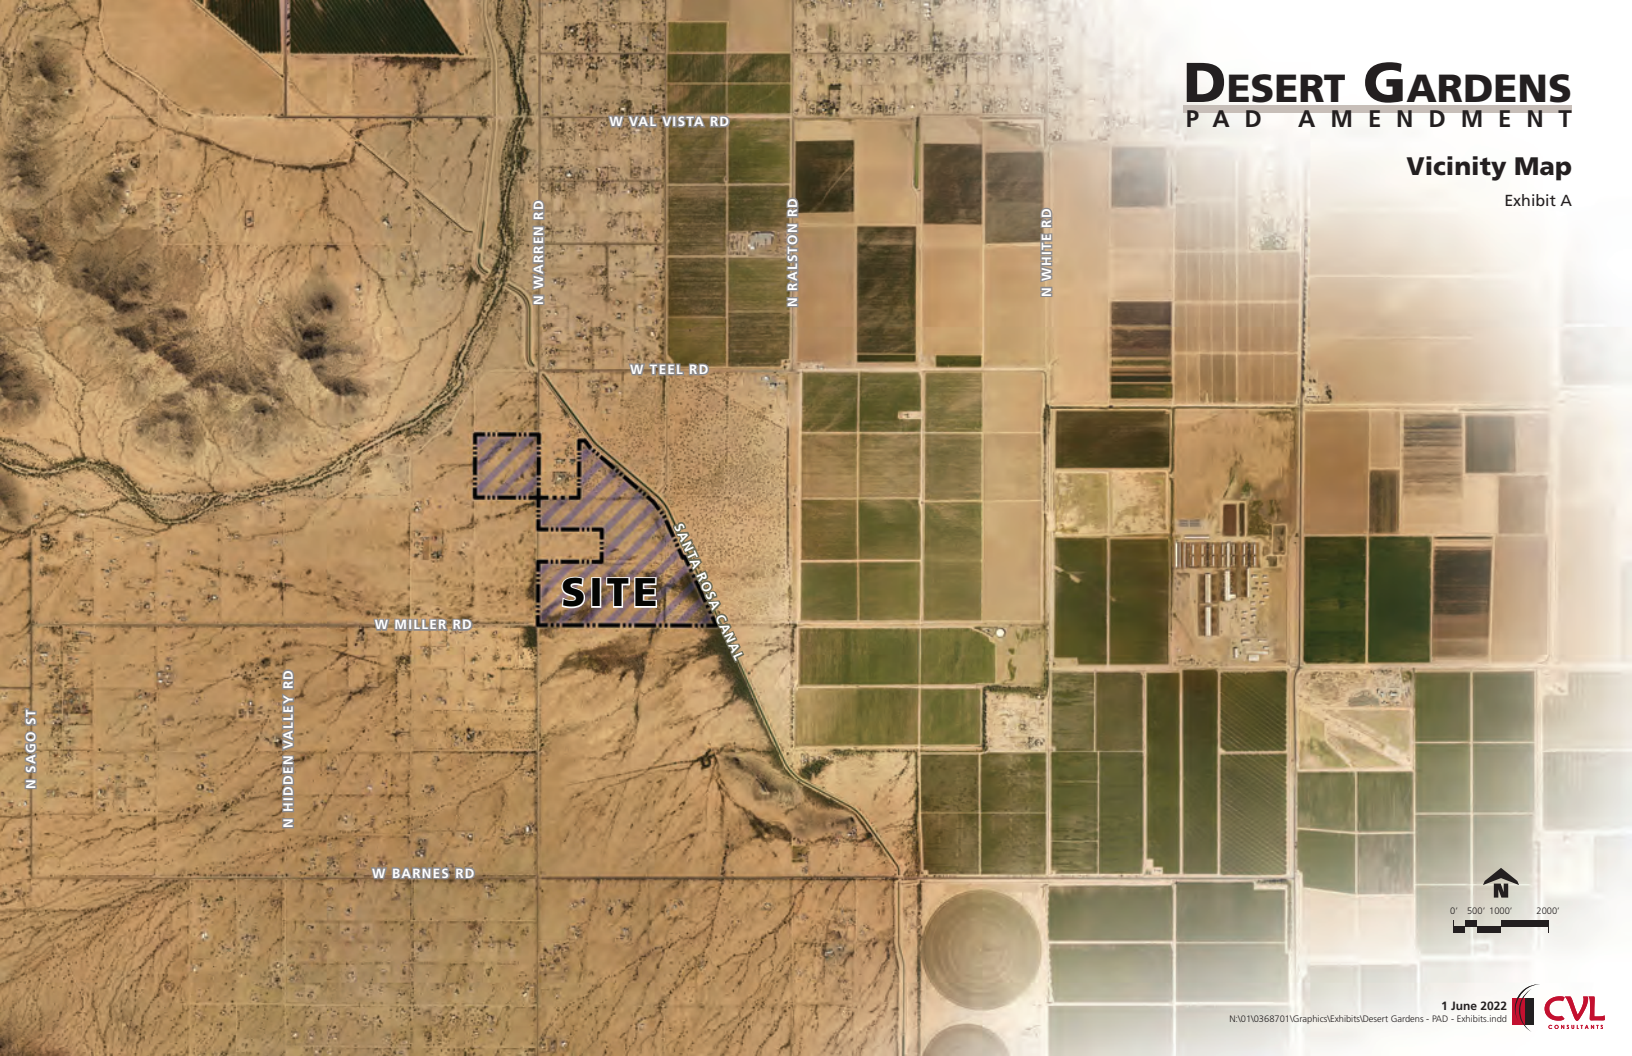 DESERT GARDENS
PAD AMENDMENT
Vicinity Map
Exhibit A
W VAL VISTA RD
N WARREN RD
N RALSTON RD
N WHITE RD
W TEEL RD
SANTA ROSA CANAL
SITE
W MILLER RD
N HIDDEN VALLEY RD
N SAGO ST
W BARNES RD
N
0' 500' 1000' 2000'
1 June 2022
N:\01\0368701\Graphics\Exhibits\Desert Gardens - PAD - Exhibits.indd
CVL
CONSULTANTS